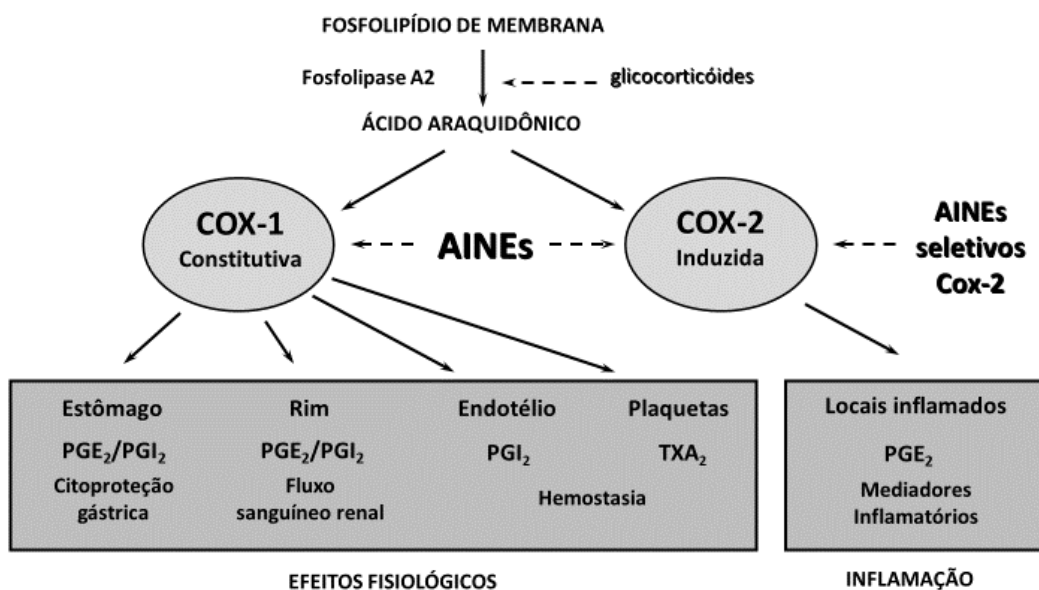 FOSFOLIPÍDIO DE MEMBRANA
Fosfolipase A2
glicocorticóides
ÁCIDO ARAQUIDÔNICO
COX-1
Constitutiva
AINEs
COX-2
Induzida
AINEs
seletivos
Cox-2
Estômago
PGE₂/PGI₂
Citoproteção
gástrica
Rim
PGE₂/PGI₂
Fluxo
sanguíneo renal
Endotélio
PGI₂
Plaquetas
TXA₂
Hemostasia
Locais inflamados
PGE₂
Mediadores
Inflamatórios
EFEITOS FISIOLÓGICOS
INFLAMAÇÃO